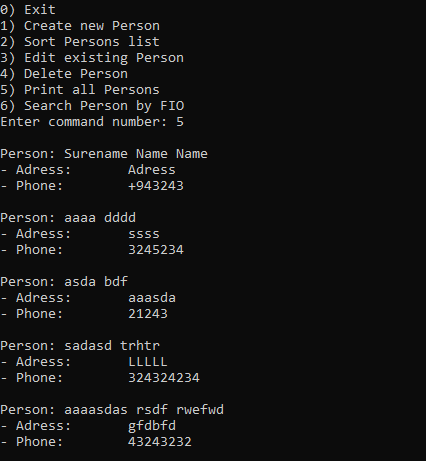 0) Exit
1) Create new Person
2) Sort Persons list
3) Edit existing Person
4) Delete Person
5) Print all Persons
6) Search Person by FIO
Enter command number: 5
Person: Surename Name Name
- Adress: Adress
- Phone: +943243
Person: aaaa dddd
- Adress: ssss
- Phone: 3245234
Person: asda bdf
- Adress: aaasda
- Phone: 21243
Person: sadasd trhtr
- Adress: LLLLL
- Phone: 324324234
Person: aaaasdas rsdf rwefwd
- Adress: gfdbfd
- Phone: 43243232